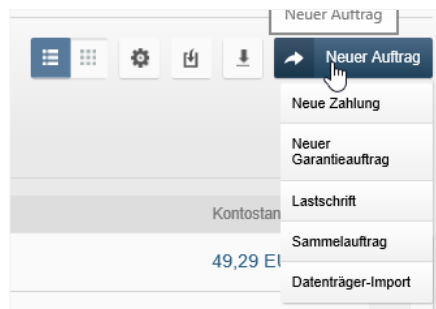 Neuer Auftrag
Neuer Auftrag
Neue Zahlung
Neuer
Garantieauftrag
Lastschrift
Kontostan
Sammelauftrag
49,29 EU
Datenträger-Import